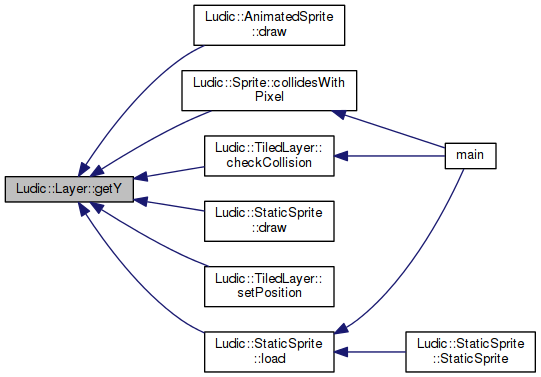 Ludic::AnimatedSprite
::draw
Ludic::Sprite::collidesWith
Pixel
Ludic::TiledLayer::
checkCollision
main
Ludic::Layer::getY
Ludic::StaticSprite
::draw
Ludic::TiledLayer::
setPosition
Ludic::StaticSprite
::load
Ludic::StaticSprite
::StaticSprite